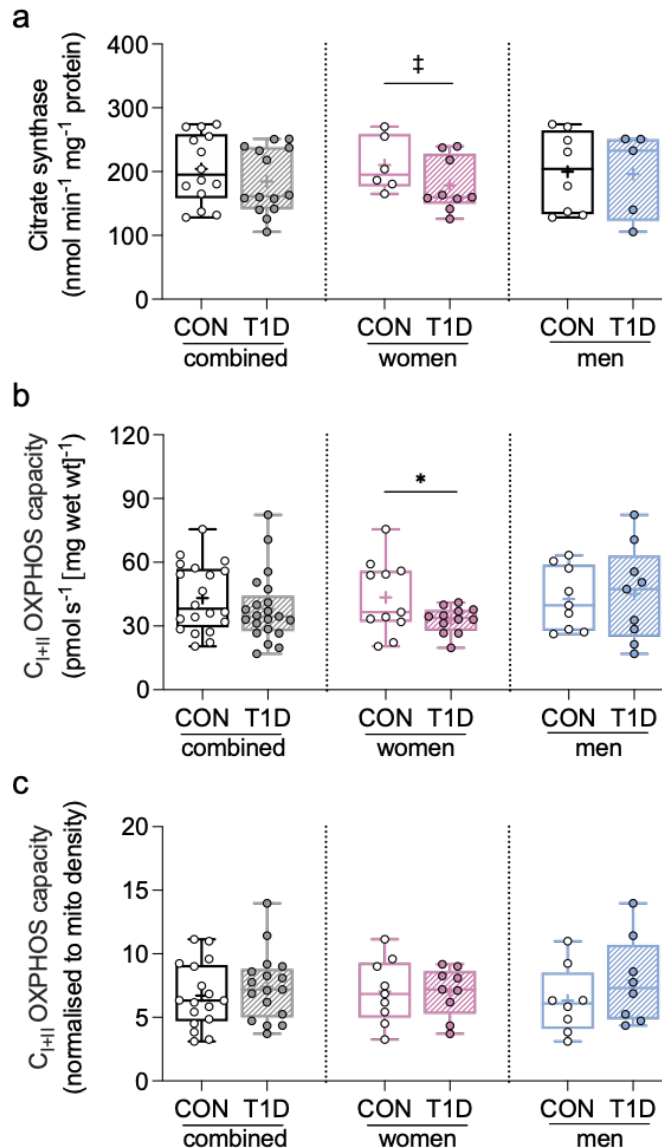 a
Citrate synthase
(nmol min⁻¹ mg⁻¹ protein)
400
300
200
100
0
‡
CON T1D CON T1D CON T1D
combined women men
b
C_I+II OXPHOS capacity
(pmol s⁻¹ [mg wet wt]⁻¹)
120
90
60
30
0
*
CON T1D CON T1D CON T1D
combined women men
c
C_I+II OXPHOS capacity
(normalised to mito density)
20
15
10
5
0
CON T1D CON T1D CON T1D
combined women men